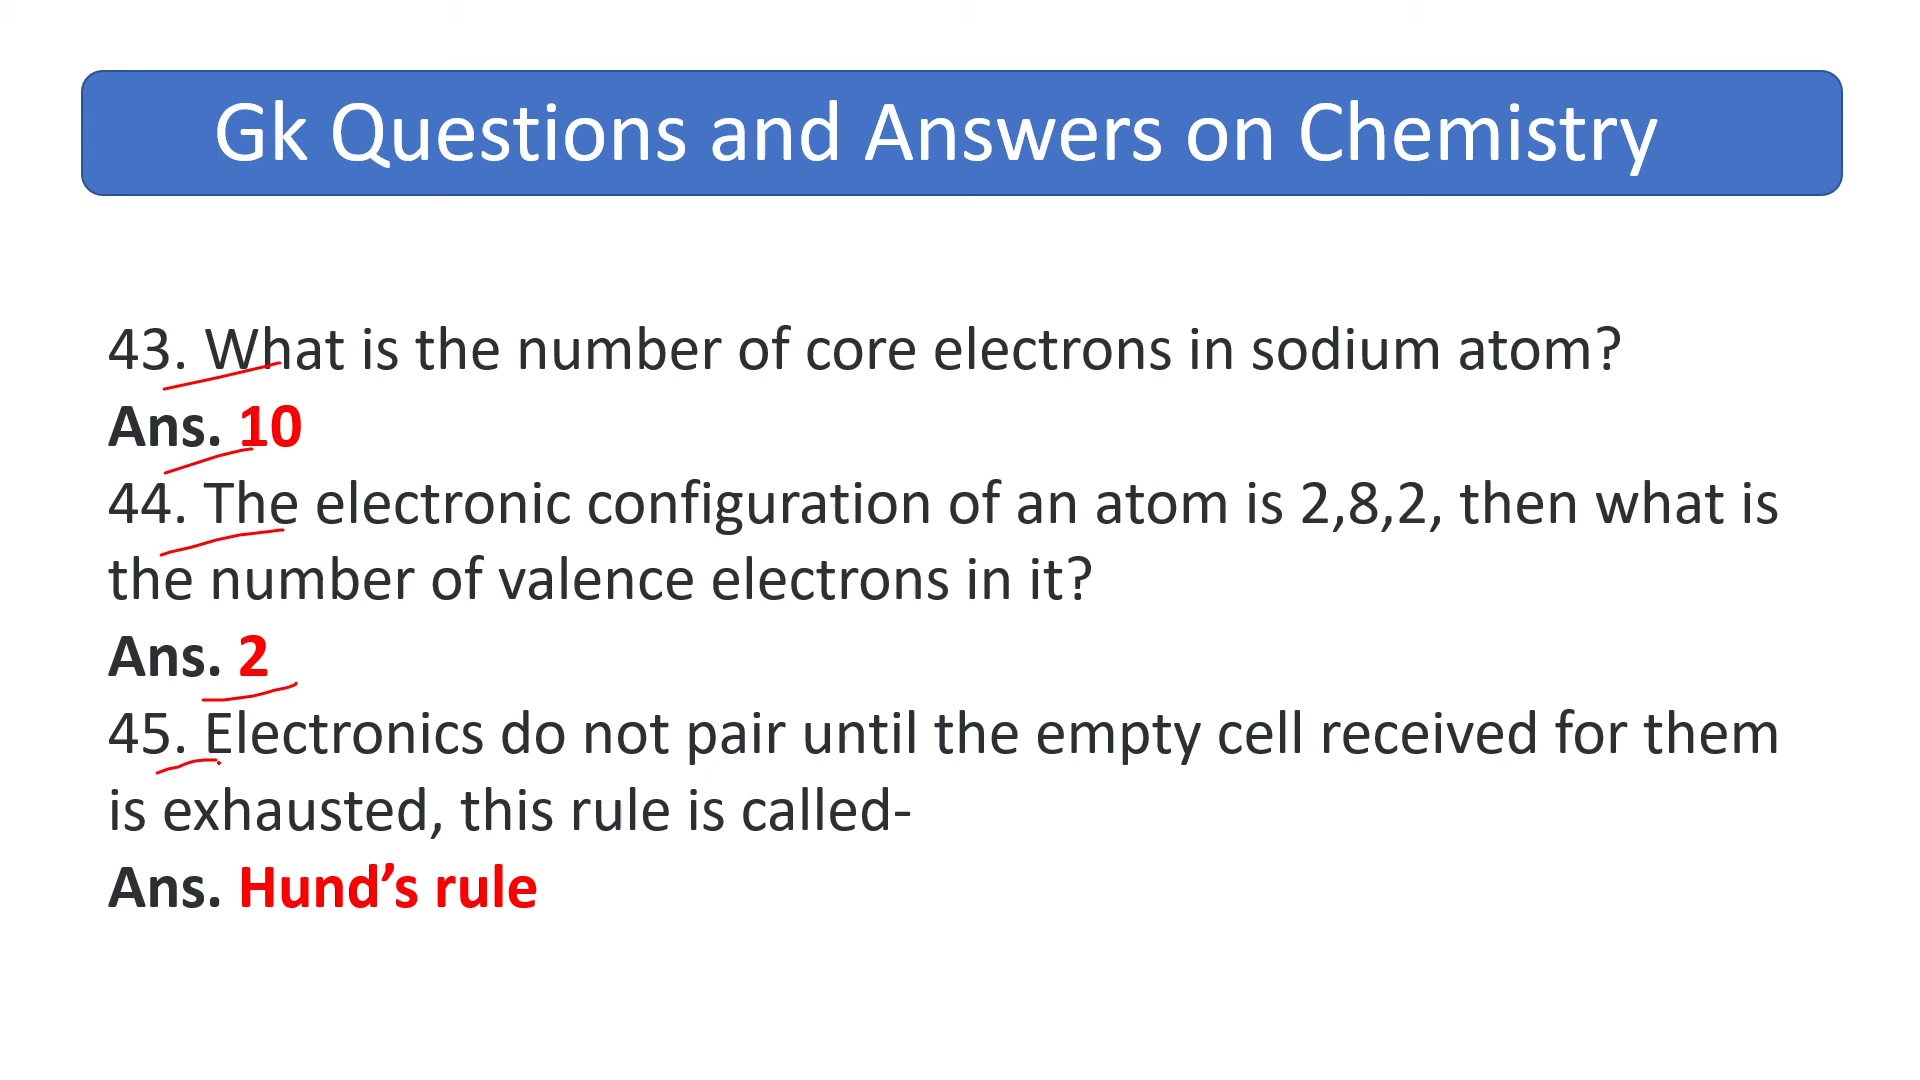 Gk Questions and Answers on Chemistry
43. What is the number of core electrons in sodium atom?
Ans. 10
44. The electronic configuration of an atom is 2,8,2, then what is
the number of valence electrons in it?
Ans. 2
45. Electronics do not pair until the empty cell received for them
is exhausted, this rule is called-
Ans. Hund’s rule